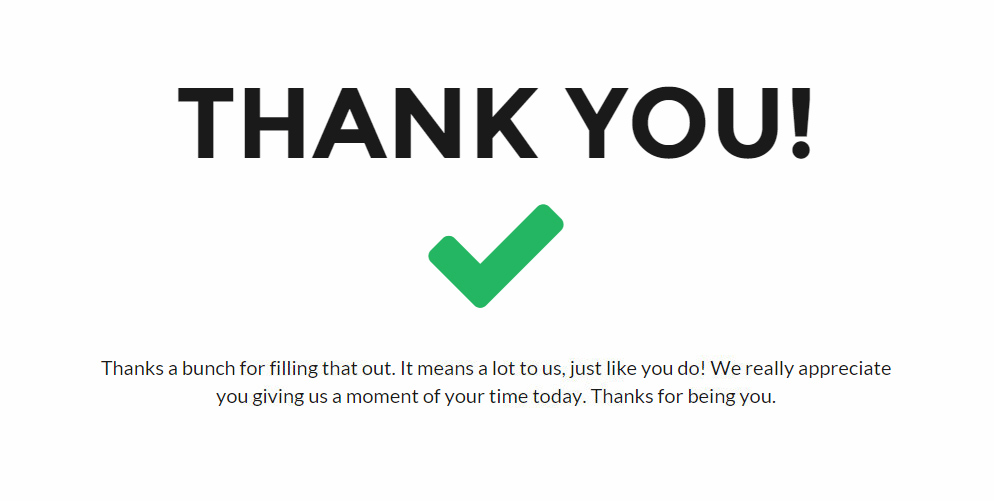 THANK YOU!
Thanks a bunch for filling that out. It means a lot to us, just like you do! We really appreciate
you giving us a moment of your time today. Thanks for being you.